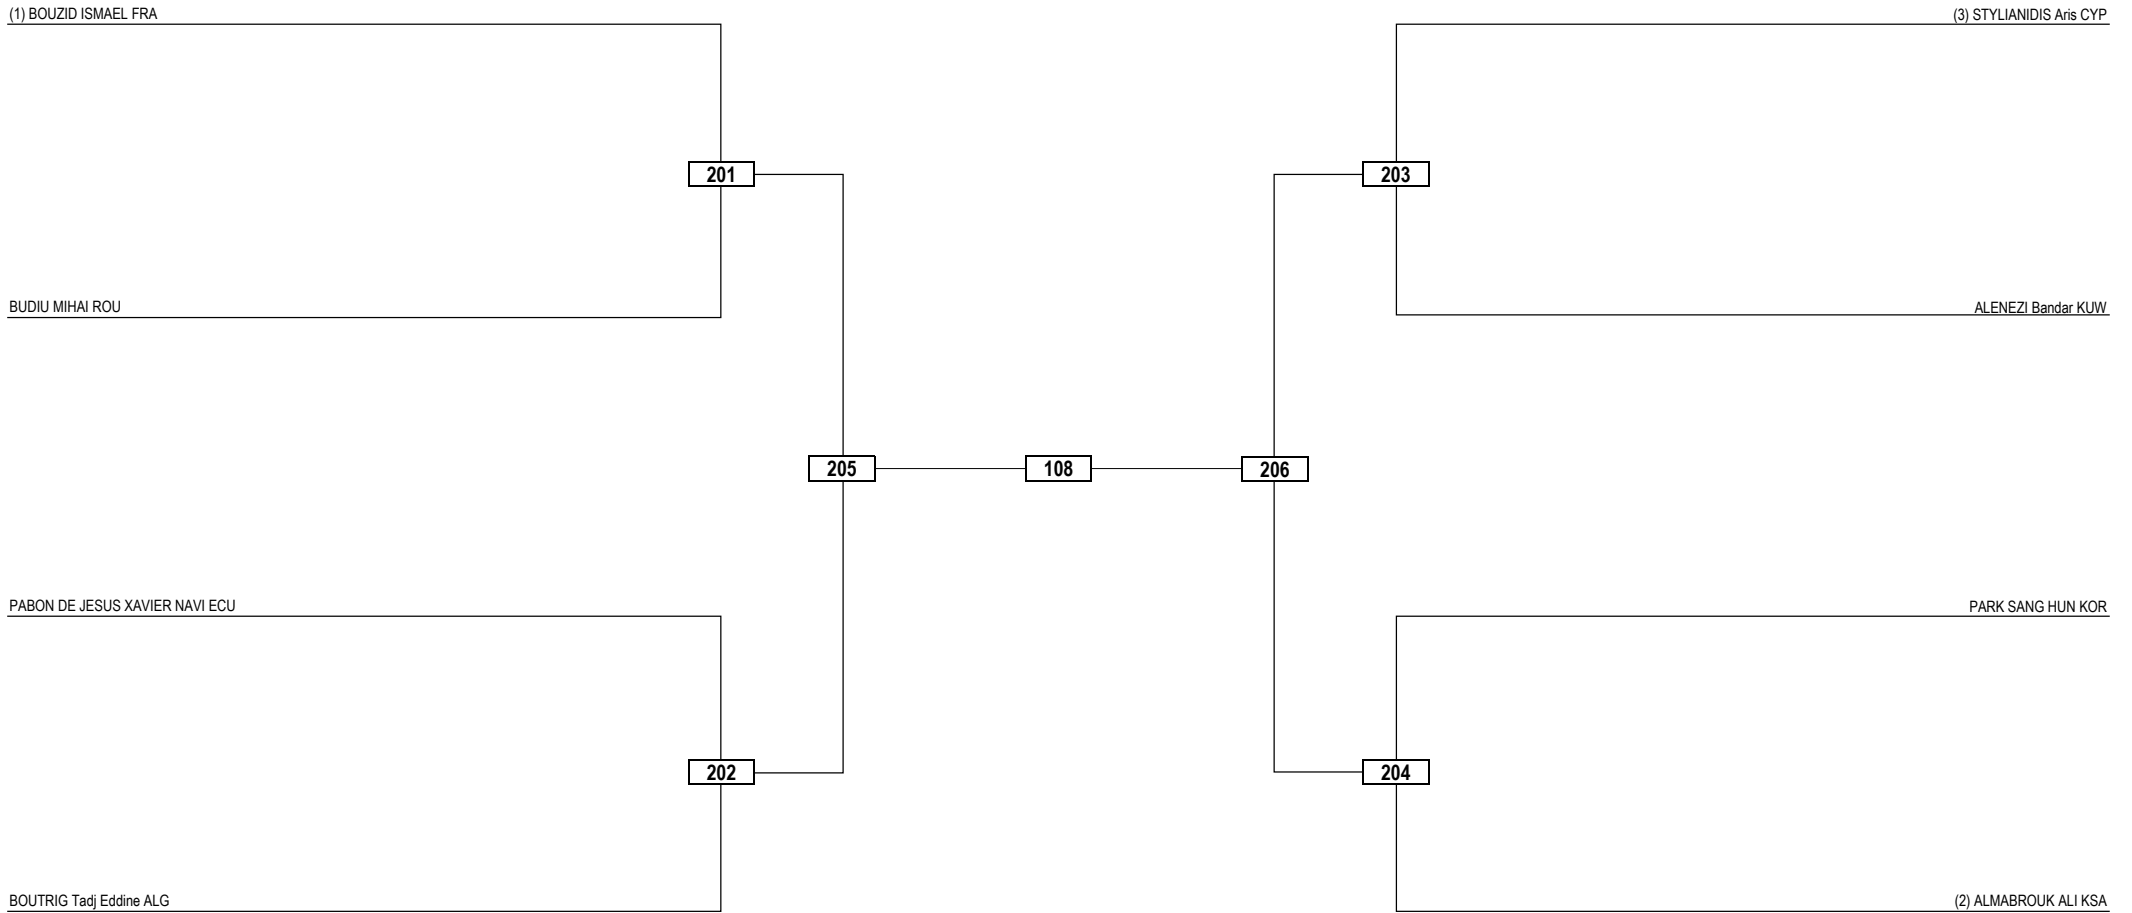 (1) BOUZID ISMAEL FRA
(3) STYLIANIDIS Aris CYP
201
203
BUDIU MIHAI ROU
ALENEZI Bandar KUW
205
108
206
PABON DE JESUS XAVIER NAVI ECU
PARK SANG HUN KOR
202
204
BOUTRIG Tadj Eddine ALG
(2) ALMABROUK ALI KSA